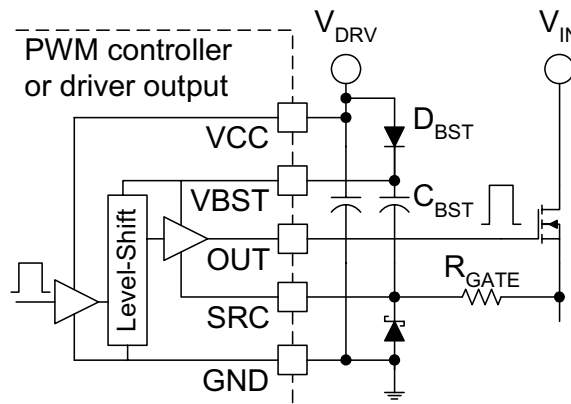 V_DRV
V_IN
PWM controller
or driver output
VCC
D_BST
VBST
C_BST
OUT
Level-Shift
R_GATE
SRC
GND